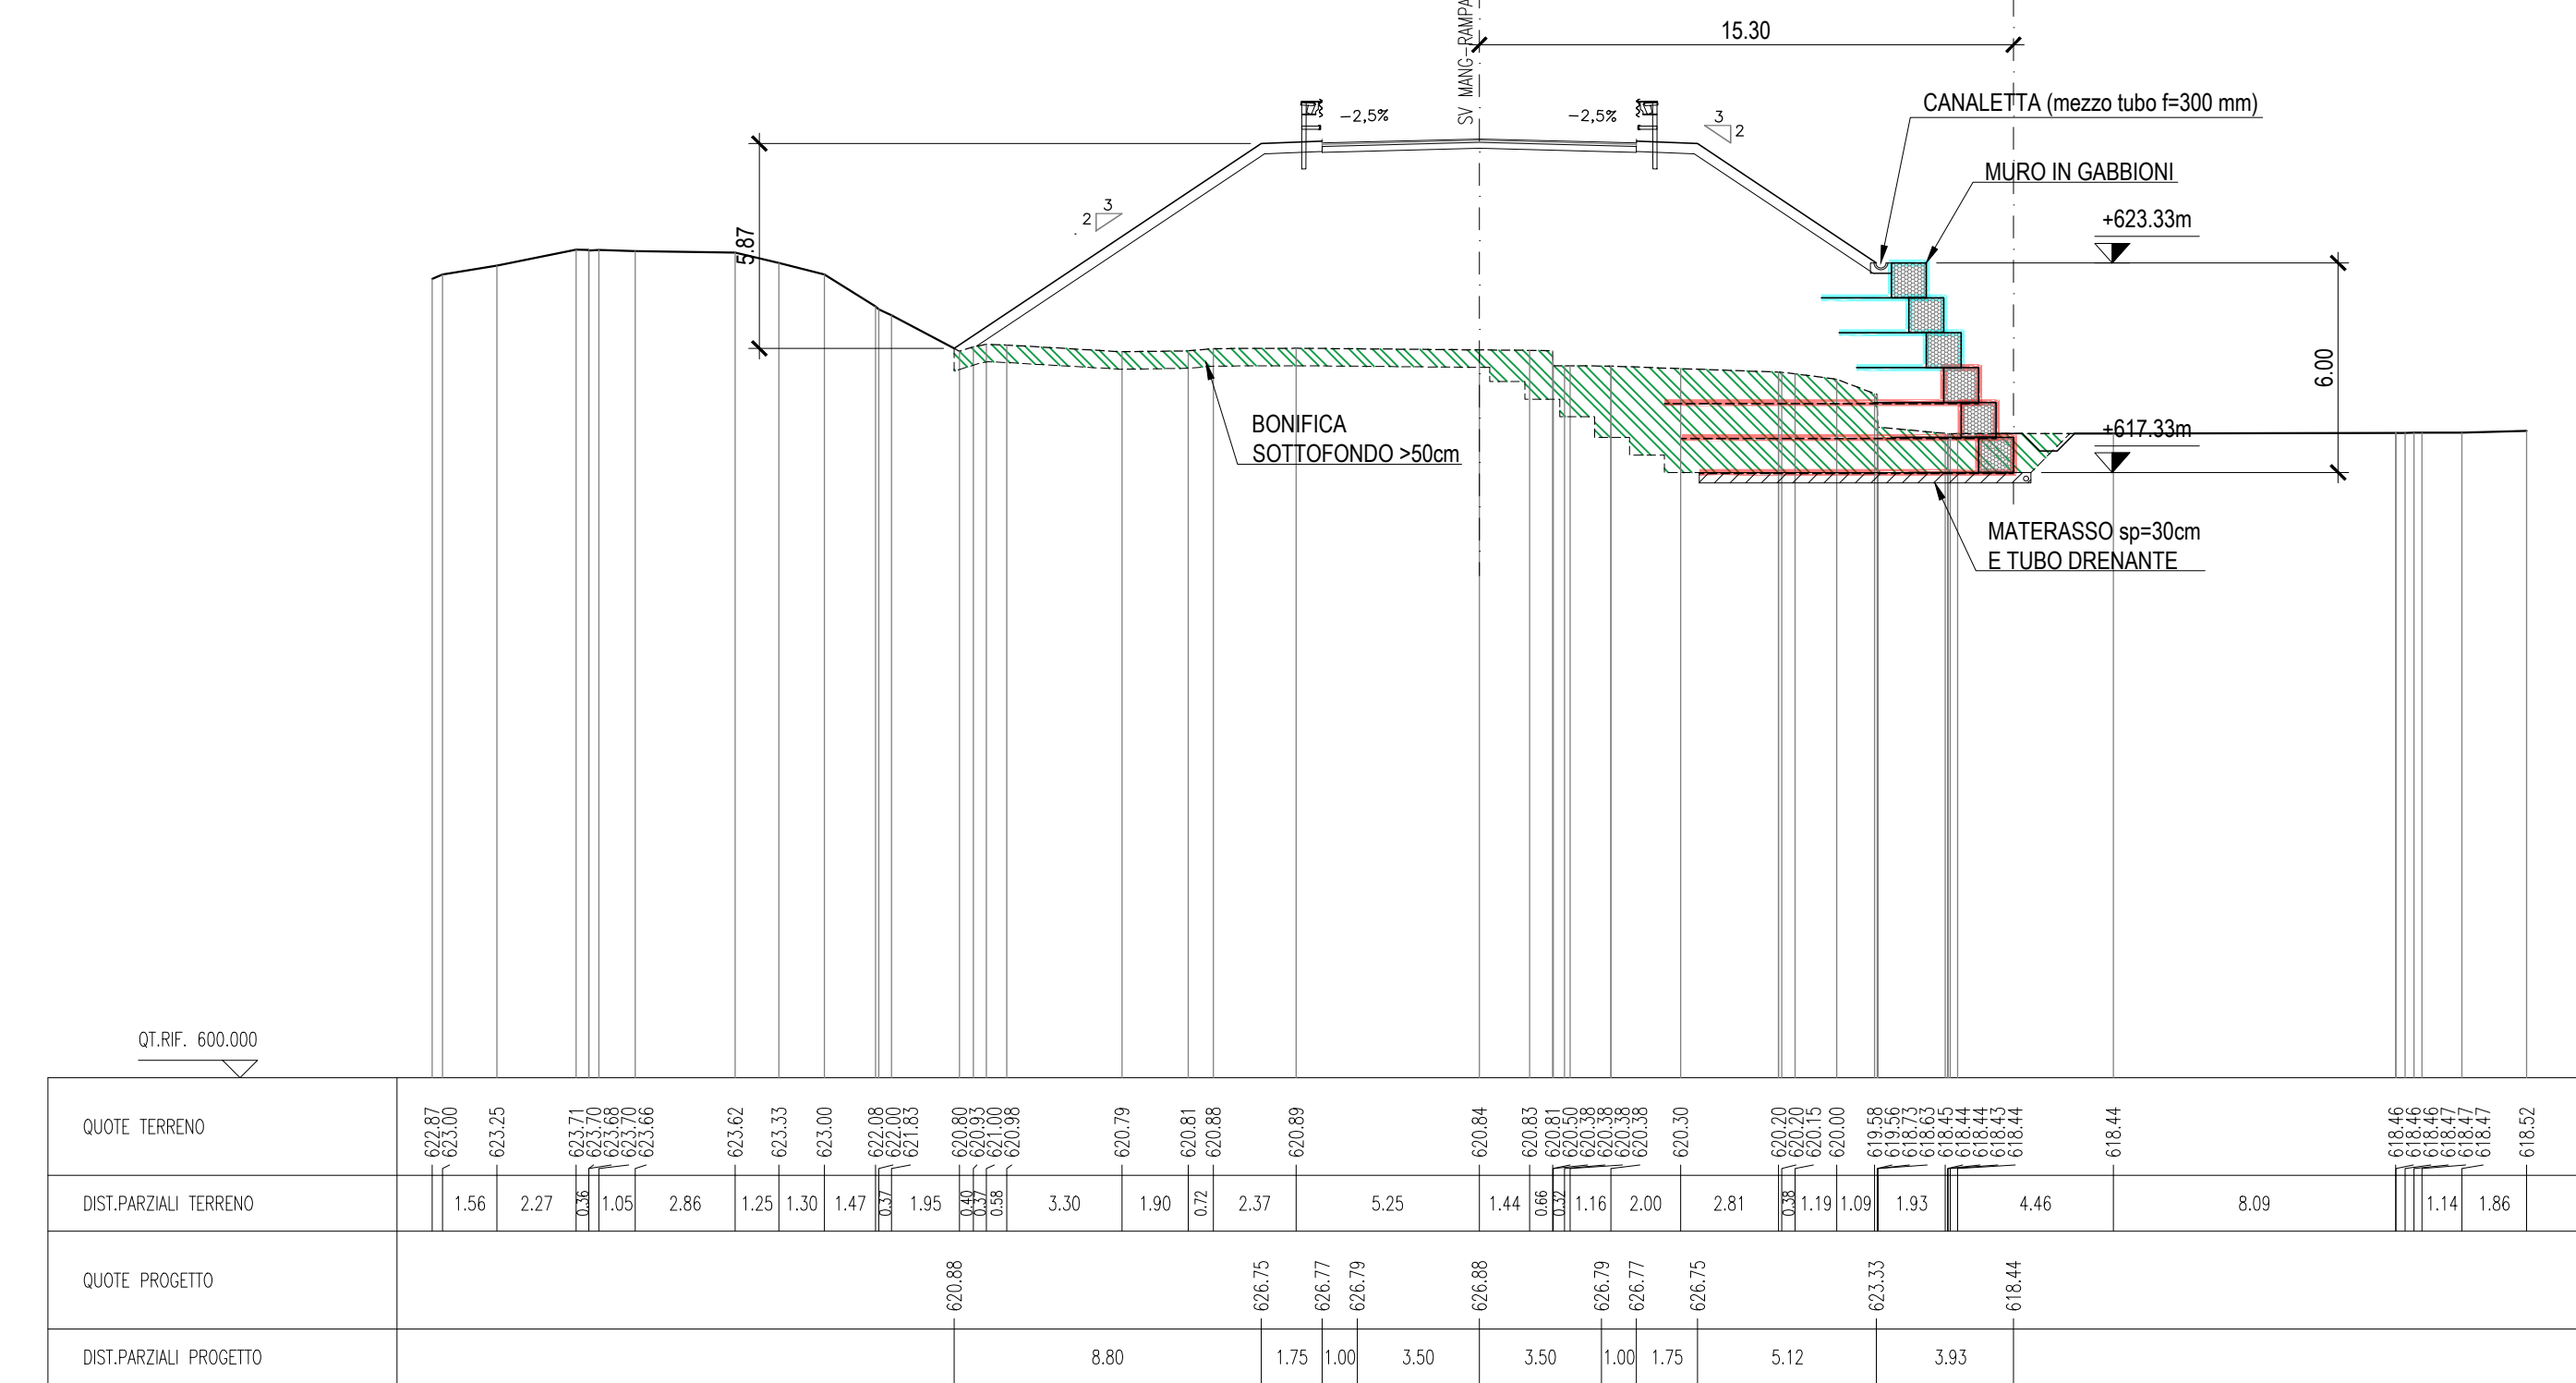 SV MANG-RAMPA
15.30
CANALETTA (mezzo tubo f=300 mm)
-2,5%
-2,5%
3
2
MURO IN GABBIONI
3
2
+623.33m
5.87
6.00
BONIFICA
SOTTOFONDO >50cm
+617.33m
MATERASSO sp=30cm
E TUBO DRENANTE
QT.RIF. 600.000
QUOTE TERRENO
622.87 623.00 623.25 623.71 623.70 623.68 623.70 623.66 623.62 623.33 623.00 622.08 622.00 621.83 620.80 620.93 621.00 620.98 620.79 620.81 620.88 620.89 620.84 620.83 620.81 620.50 620.38 620.38 620.38 620.38 620.30 620.20 620.20 620.15 620.00 619.58 619.56 618.73 618.63 618.45 618.44 618.44 618.43 618.44 618.44 618.46 618.46 618.46 618.47 618.47 618.47 618.52
DIST.PARZIALI TERRENO
1.56 2.27 0.36 1.05 2.86 1.25 1.30 1.47 0.37 1.95 0.40 0.37 0.58 3.30 1.90 0.72 2.37 5.25 1.44 0.66 0.32 1.16 2.00 2.81 0.38 1.19 1.09 1.93 4.46 8.09 1.14 1.86
QUOTE PROGETTO
620.88 626.75 626.77 626.79 626.88 626.79 626.77 626.75 623.33 618.44
DIST.PARZIALI PROGETTO
8.80 1.75 1.00 3.50 3.50 1.00 1.75 5.12 3.93